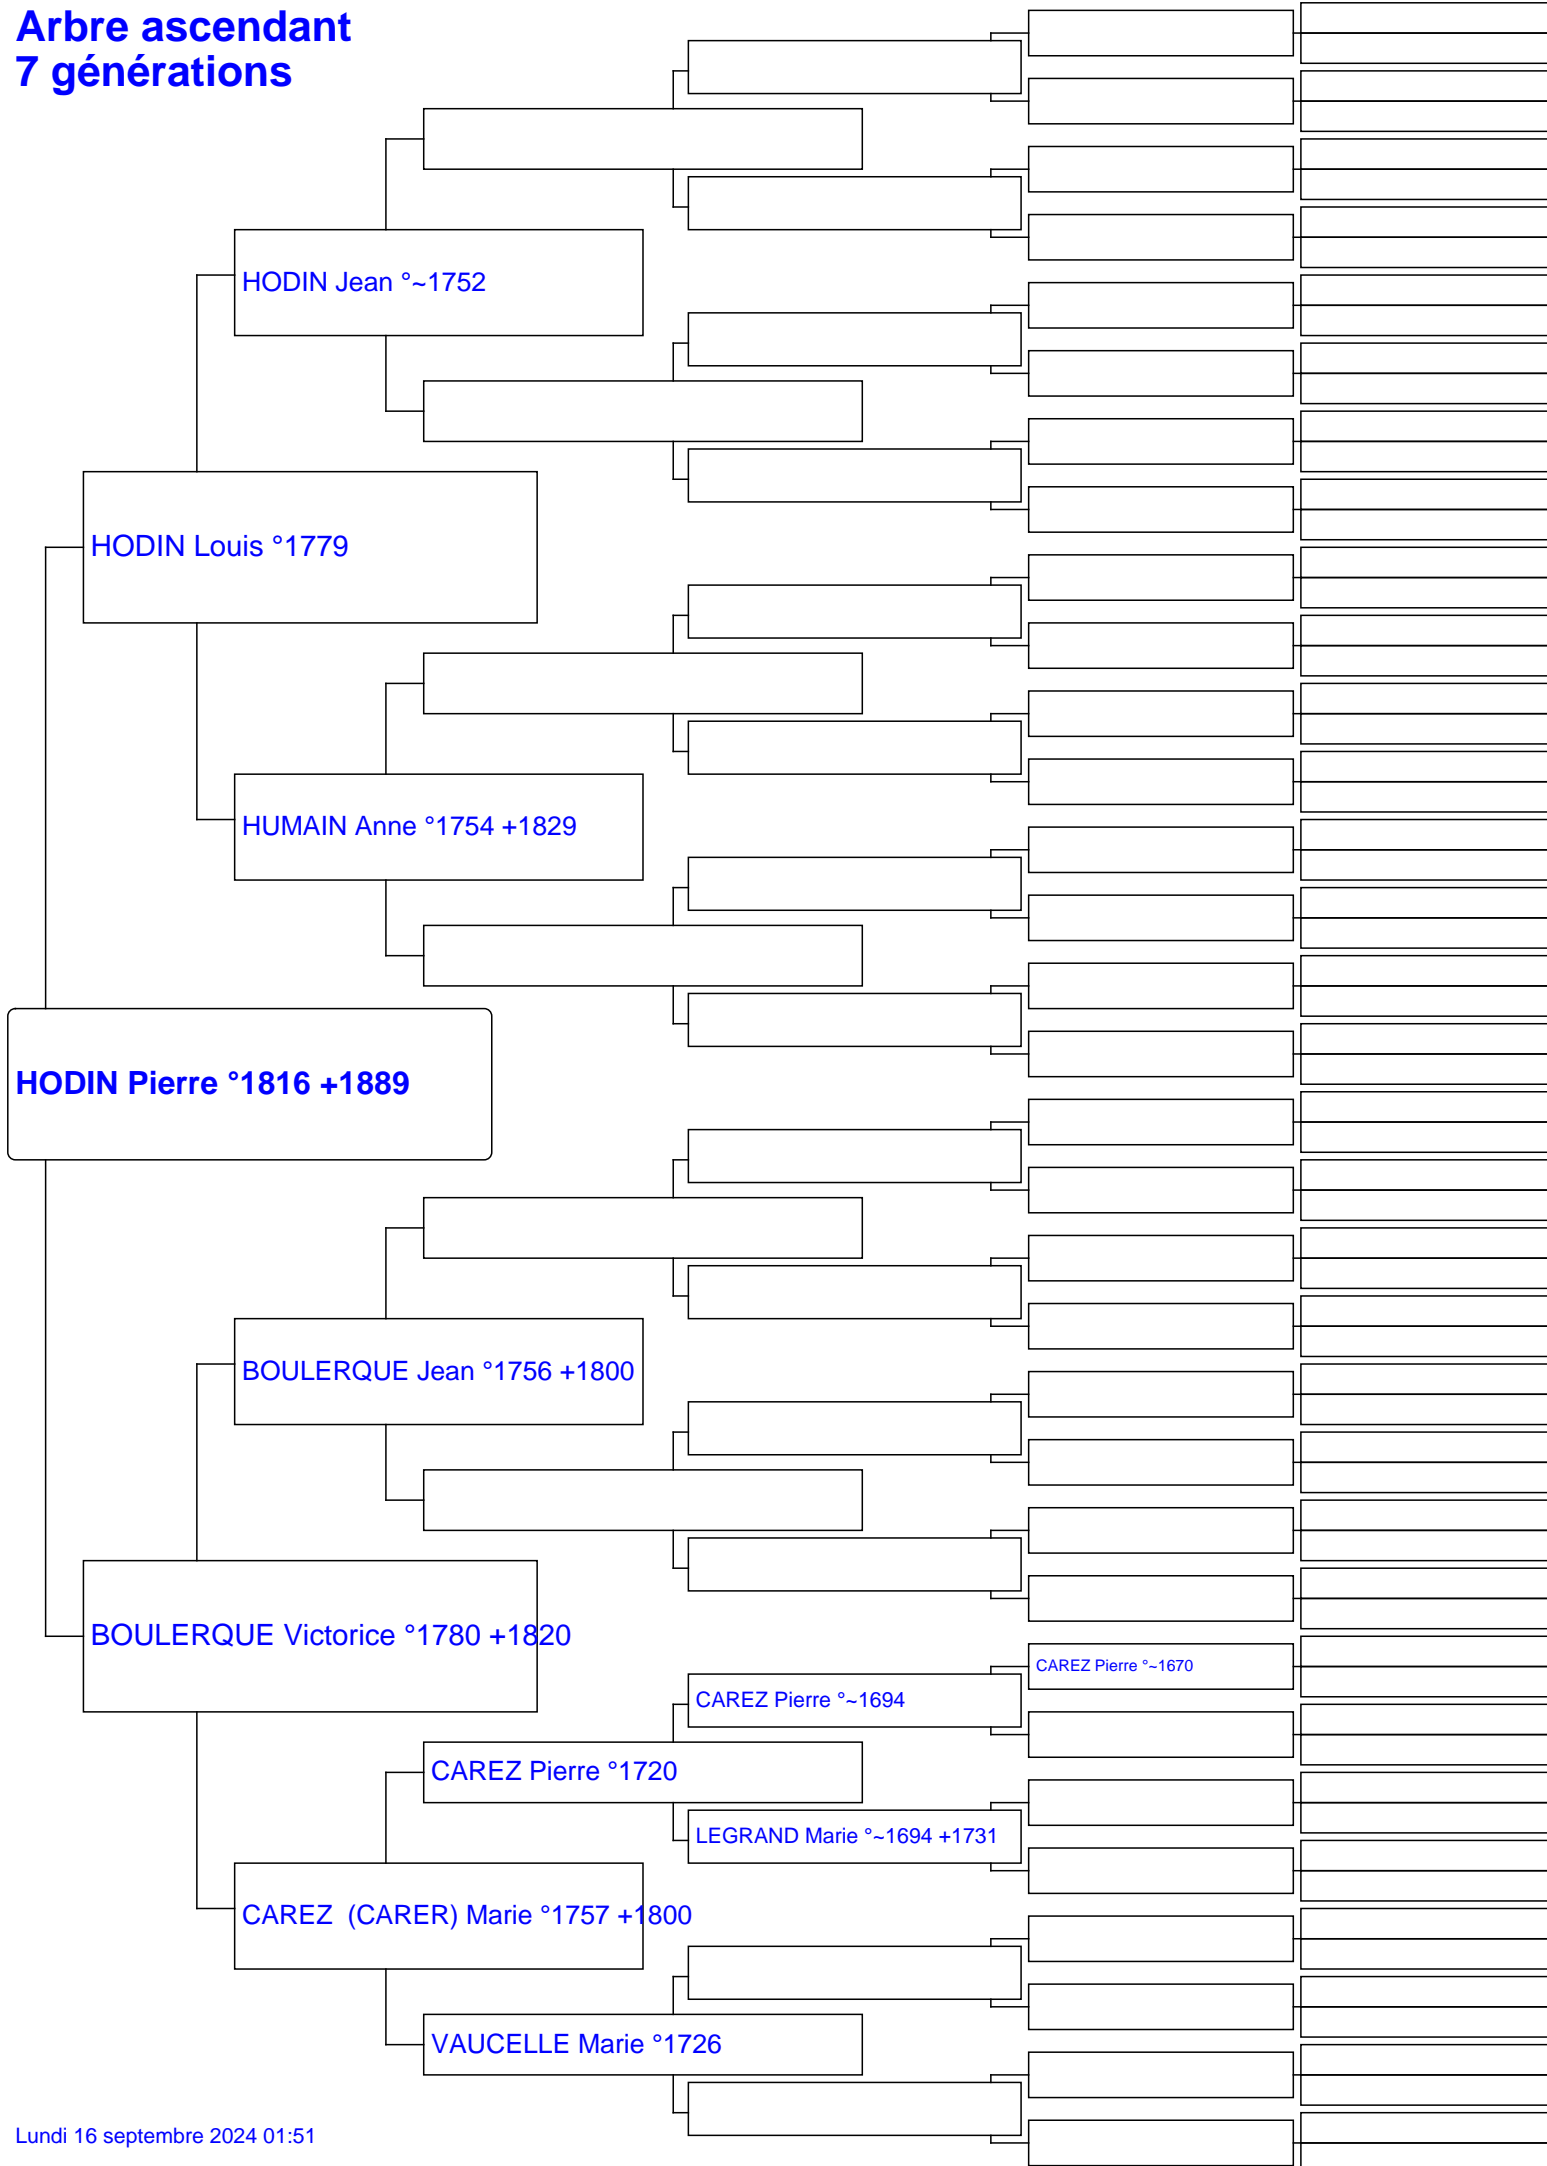 Arbre ascendant
7 générations
HODIN Jean °~1752
HODIN Louis °1779
HUMAIN Anne °1754 +1829
HODIN Pierre °1816 +1889
BOULERQUE Jean °1756 +1800
BOULERQUE Victorice °1780 +1820
CAREZ Pierre °~1670
CAREZ Pierre °~1694
CAREZ Pierre °1720
LEGRAND Marie °~1694 +1731
CAREZ  (CARER) Marie °1757 +1800
VAUCELLE Marie °1726
Lundi 16 septembre 2024 01:51